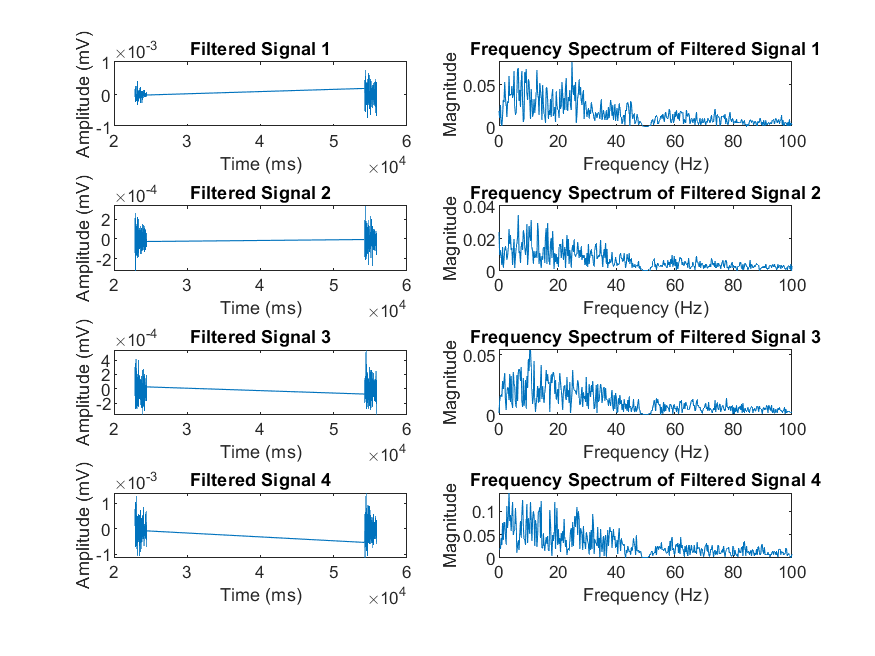 Filtered Signal 1
×10-3
Amplitude (mV)
1
0
-1
2 3 4 5 6
Time (ms)
×104
Frequency Spectrum of Filtered Signal 1
Magnitude
0.05
0
0 20 40 60 80 100
Frequency (Hz)
Filtered Signal 2
×10-4
Amplitude (mV)
2
0
-2
2 3 4 5 6
Time (ms)
×104
Frequency Spectrum of Filtered Signal 2
Magnitude
0.04
0.02
0
0 20 40 60 80 100
Frequency (Hz)
Filtered Signal 3
×10-4
Amplitude (mV)
4
2
0
-2
2 3 4 5 6
Time (ms)
×104
Frequency Spectrum of Filtered Signal 3
Magnitude
0.05
0
0 20 40 60 80 100
Frequency (Hz)
Filtered Signal 4
×10-3
Amplitude (mV)
1
0
-1
2 3 4 5 6
Time (ms)
×104
Frequency Spectrum of Filtered Signal 4
Magnitude
0.1
0.05
0
0 20 40 60 80 100
Frequency (Hz)